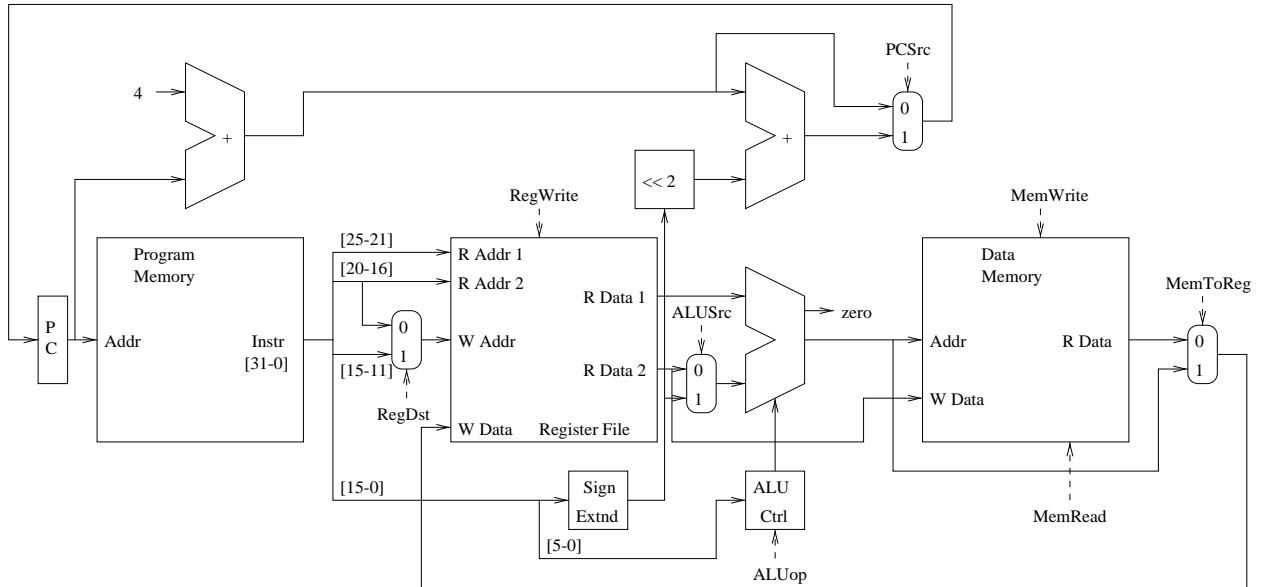 PCSrc
4
+
+
0
1
<< 2
RegWrite
MemWrite
Program
Memory
[25-21]
R Addr 1
[20-16]
R Addr 2
Data
Memory
R Data 1
ALUSrc
zero
MemToReg
P
C
Addr
Instr
[31-0]
0
1
[15-11]
W Addr
R Data 2
0
1
Addr
R Data
0
1
RegDst
W Data
W Data
Register File
[15-0]
Sign
Extnd
ALU
Ctrl
MemRead
[5-0]
ALUop